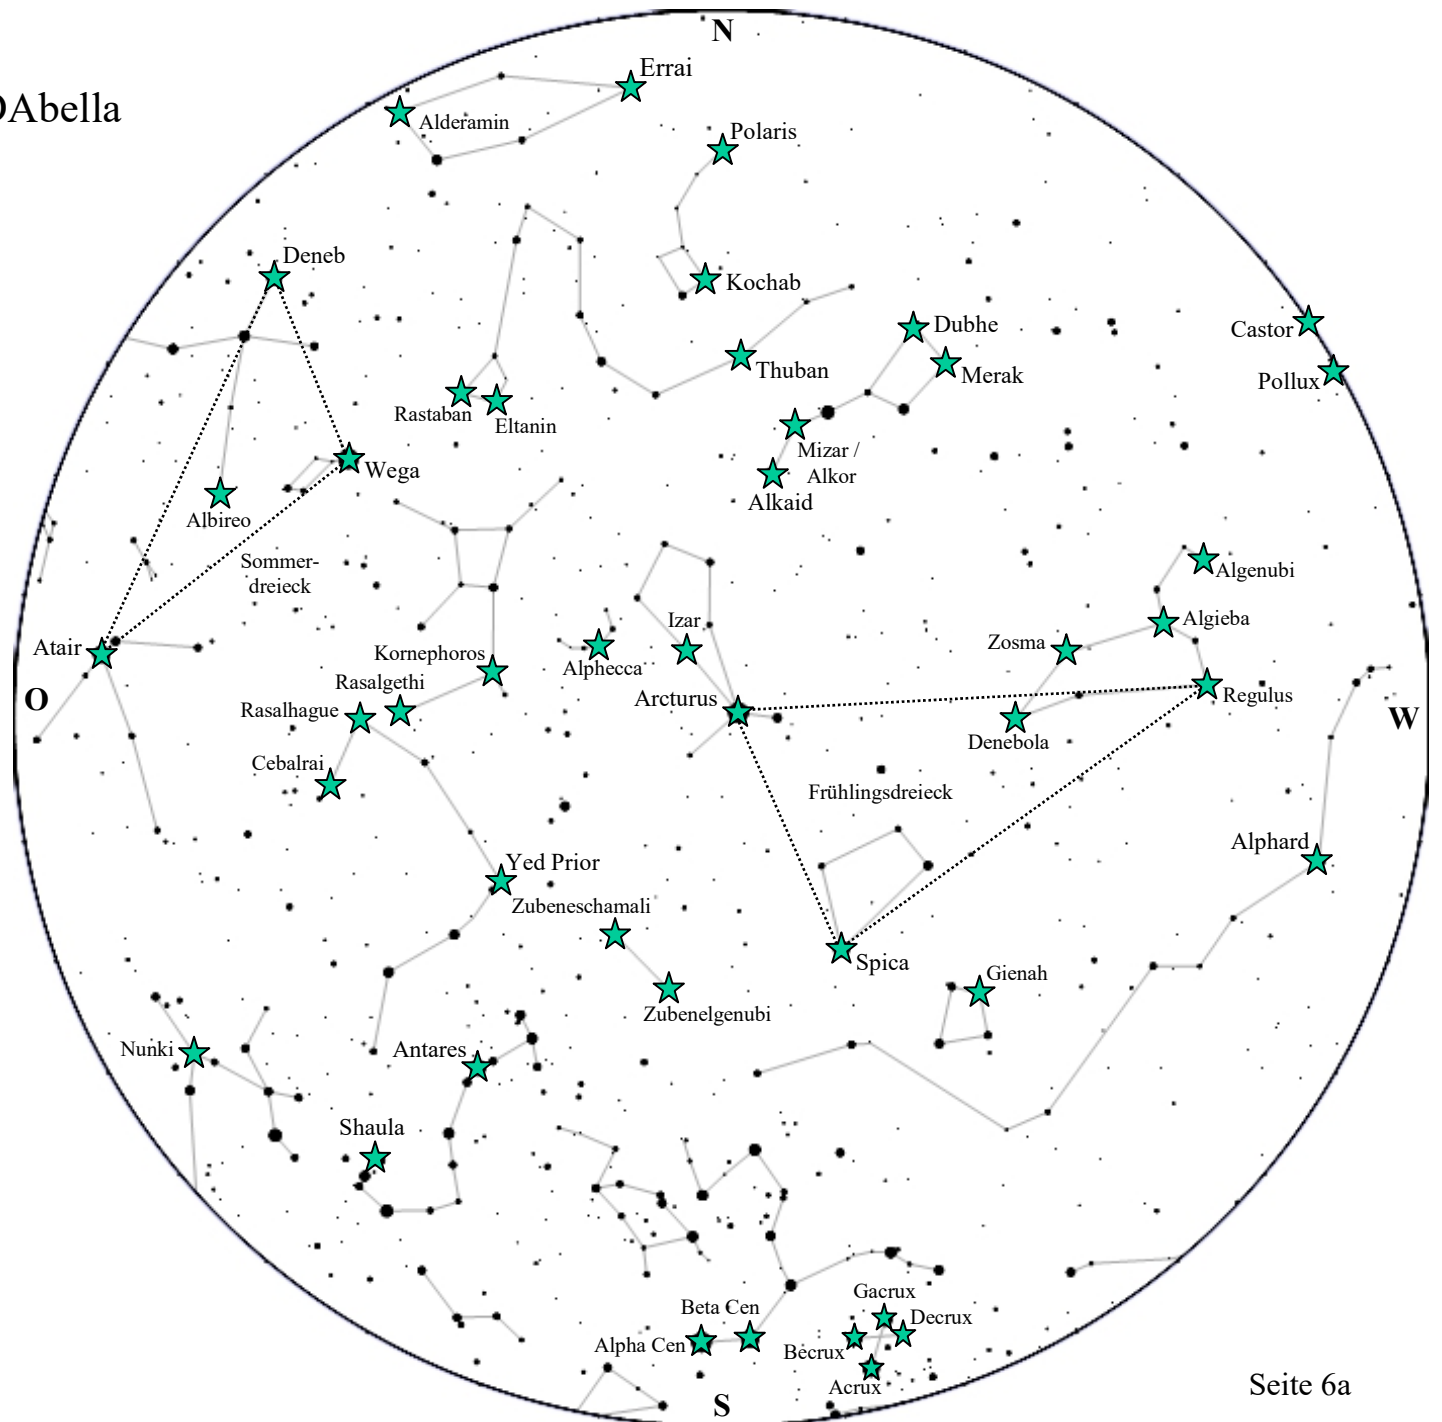 N
Errai
DAbella
Alderamin
Polaris
Deneb
Kochab
Castor
Dubhe
Thuban
Merak
Pollux
Rastaban
Eltanin
Mizar /
Alkor
Wega
Alkaid
Albireo
Sommer-
dreieck
Algenubi
Izar
Algieba
Zosma
Atair
Kornephoros
Alphecca
Rasalgethi
O
Arcturus
Regulus
W
Rasalhague
Denebola
Cebalrai
Frühlingsdreieck
Alphard
Yed Prior
Zubeneschamali
Spica
Gienah
Zubenelgenubi
Nunki
Antares
Shaula
Gacrux
Beta Cen
Decrux
Alpha Cen
Becrux
Acrux
Seite 6a
S